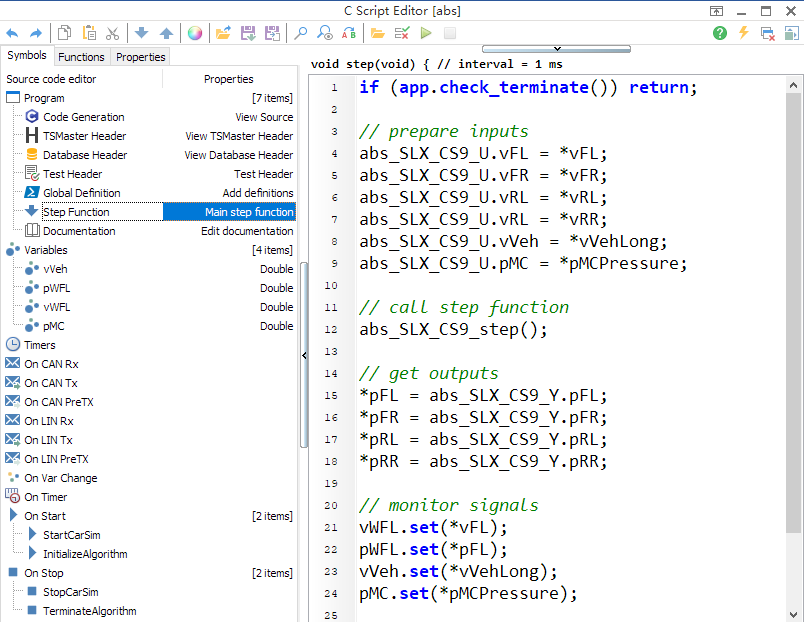 C Script Editor [abs]
Symbols Functions Properties
Source code editor Properties
Program [7 items]
Code Generation View Source
TSMaster Header View TSMaster Header
Database Header View Database Header
Test Header Test Header
Global Definition Add definitions
Step Function Main step function
Documentation Edit documentation
Variables [4 items]
vVeh Double
pWFL Double
vWFL Double
pMC Double
Timers
On CAN Rx
On CAN Tx
On CAN PreTX
On LIN Rx
On LIN Tx
On LIN PreTX
On Var Change
On Timer
On Start [2 items]
StartCarSim
InitializeAlgorithm
On Stop [2 items]
StopCarSim
TerminateAlgorithm
void step(void) { // interval = 1 ms
1 if (app.check_terminate()) return;
2
3 // prepare inputs
4 abs_SLX_CS9_U.vFL = *vFL;
5 abs_SLX_CS9_U.vFR = *vFR;
6 abs_SLX_CS9_U.vRL = *vRL;
7 abs_SLX_CS9_U.vRL = *vRR;
8 abs_SLX_CS9_U.vVeh = *vVehLong;
9 abs_SLX_CS9_U.pMC = *pMCPressure;
10
11 // call step function
12 abs_SLX_CS9_step();
13
14 // get outputs
15 *pFL = abs_SLX_CS9_Y.pFL;
16 *pFR = abs_SLX_CS9_Y.pFR;
17 *pRL = abs_SLX_CS9_Y.pRL;
18 *pRR = abs_SLX_CS9_Y.pRR;
19
20 // monitor signals
21 vWFL.set(*vFL);
22 pWFL.set(*pFL);
23 vVeh.set(*vVehLong);
24 pMC.set(*pMCPressure);
25